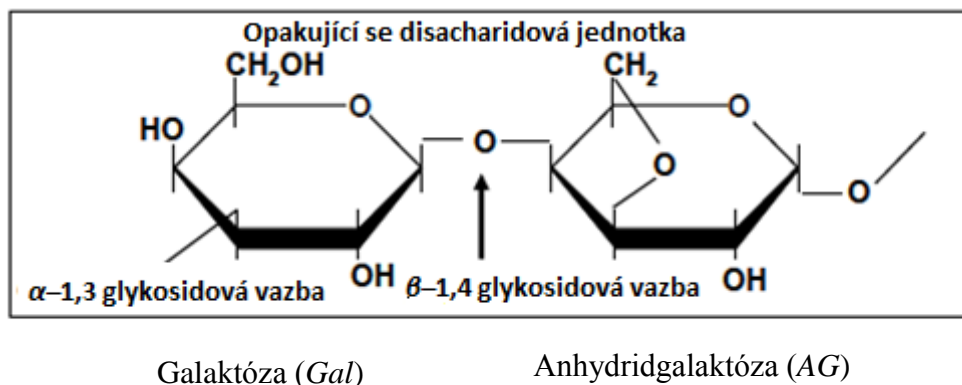 Opakující se disacharidová jednotka
CH₂OH
CH₂
O
O
HO
O
O
O
OH
OH
α–1,3 glykosidová vazba
β–1,4 glykosidová vazba
Galaktóza (Gal)
Anhydridgalaktóza (AG)